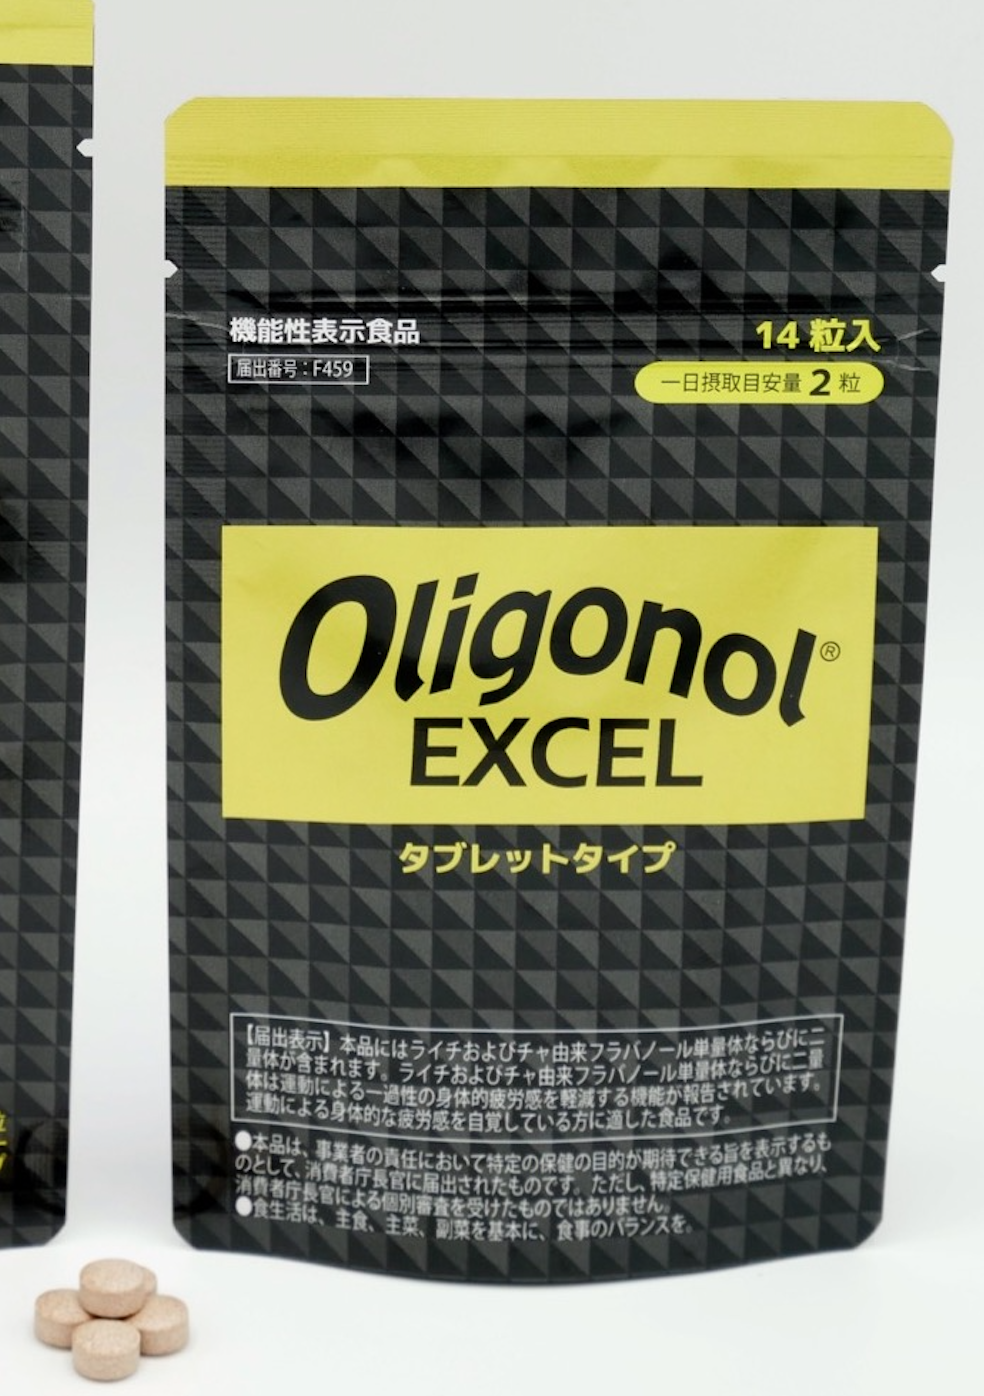 機能性表示食品
届出番号：F459
14 粒入
一日摂取目安量 2 粒
Oligonol®
EXCEL
タブレットタイプ
【届出表示】本品にはライチおよびチャ由来フラバノール単量体ならびに二
量体が含まれます。ライチおよびチャ由来フラバノール単量体ならびに二量
体は運動による一過性の身体的疲労感を軽減する機能が報告されています。
運動による身体的な疲労感を自覚している方に適した食品です。
●本品は、事業者の責任において特定の保健の目的が期待できる旨を表示するも
のとして、消費者庁長官に届出されたものです。ただし、特定保健用食品と異なり、
消費者庁長官による個別審査を受けたものではありません。
●食生活は、主食、主菜、副菜を基本に、食事のバランスを。